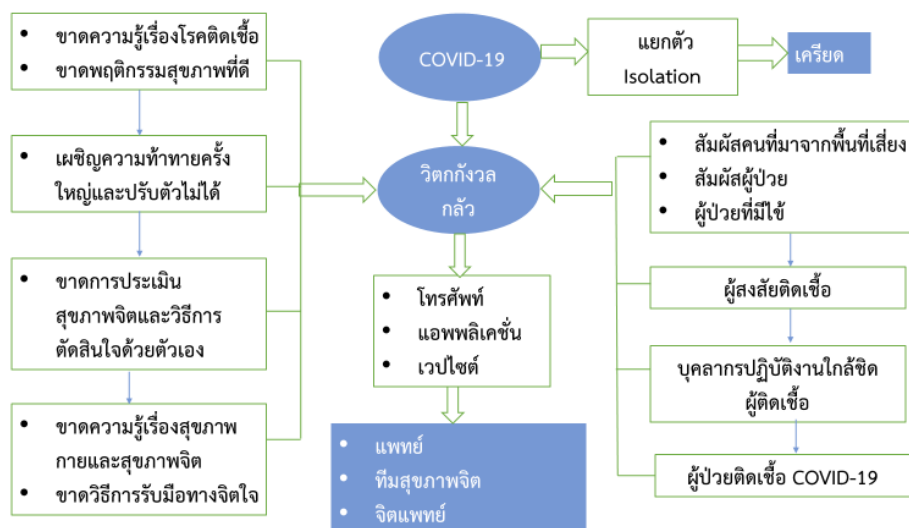 • ขาดความรู้เรื่องโรคติดเชื้อ
• ขาดพฤติกรรมสุขภาพที่ดี
• เผชิญความท้าทายครั้ง
ใหญ่และปรับตัวไม่ได้
• ขาดการประเมิน
สุขภาพจิตและวิธีการ
ตัดสินใจด้วยตัวเอง
• ขาดความรู้เรื่องสุขภาพ
กายและสุขภาพจิต
• ขาดวิธีการรับมือทางจิตใจ
COVID-19
แยกตัว
Isolation
เครียด
วิตกกังวล
กลัว
• โทรศัพท์
• แอพพลิเคชั่น
• เวปไซต์
• แพทย์
• ทีมสุขภาพจิต
• จิตแพทย์
• สัมผัสคนที่มาจากพื้นที่เสี่ยง
• สัมผัสผู้ป่วย
• ผู้ป่วยที่มีไข้
ผู้สงสัยติดเชื้อ
บุคลากรปฏิบัติงานใกล้ชิด
ผู้ติดเชื้อ
ผู้ป่วยติดเชื้อ COVID-19